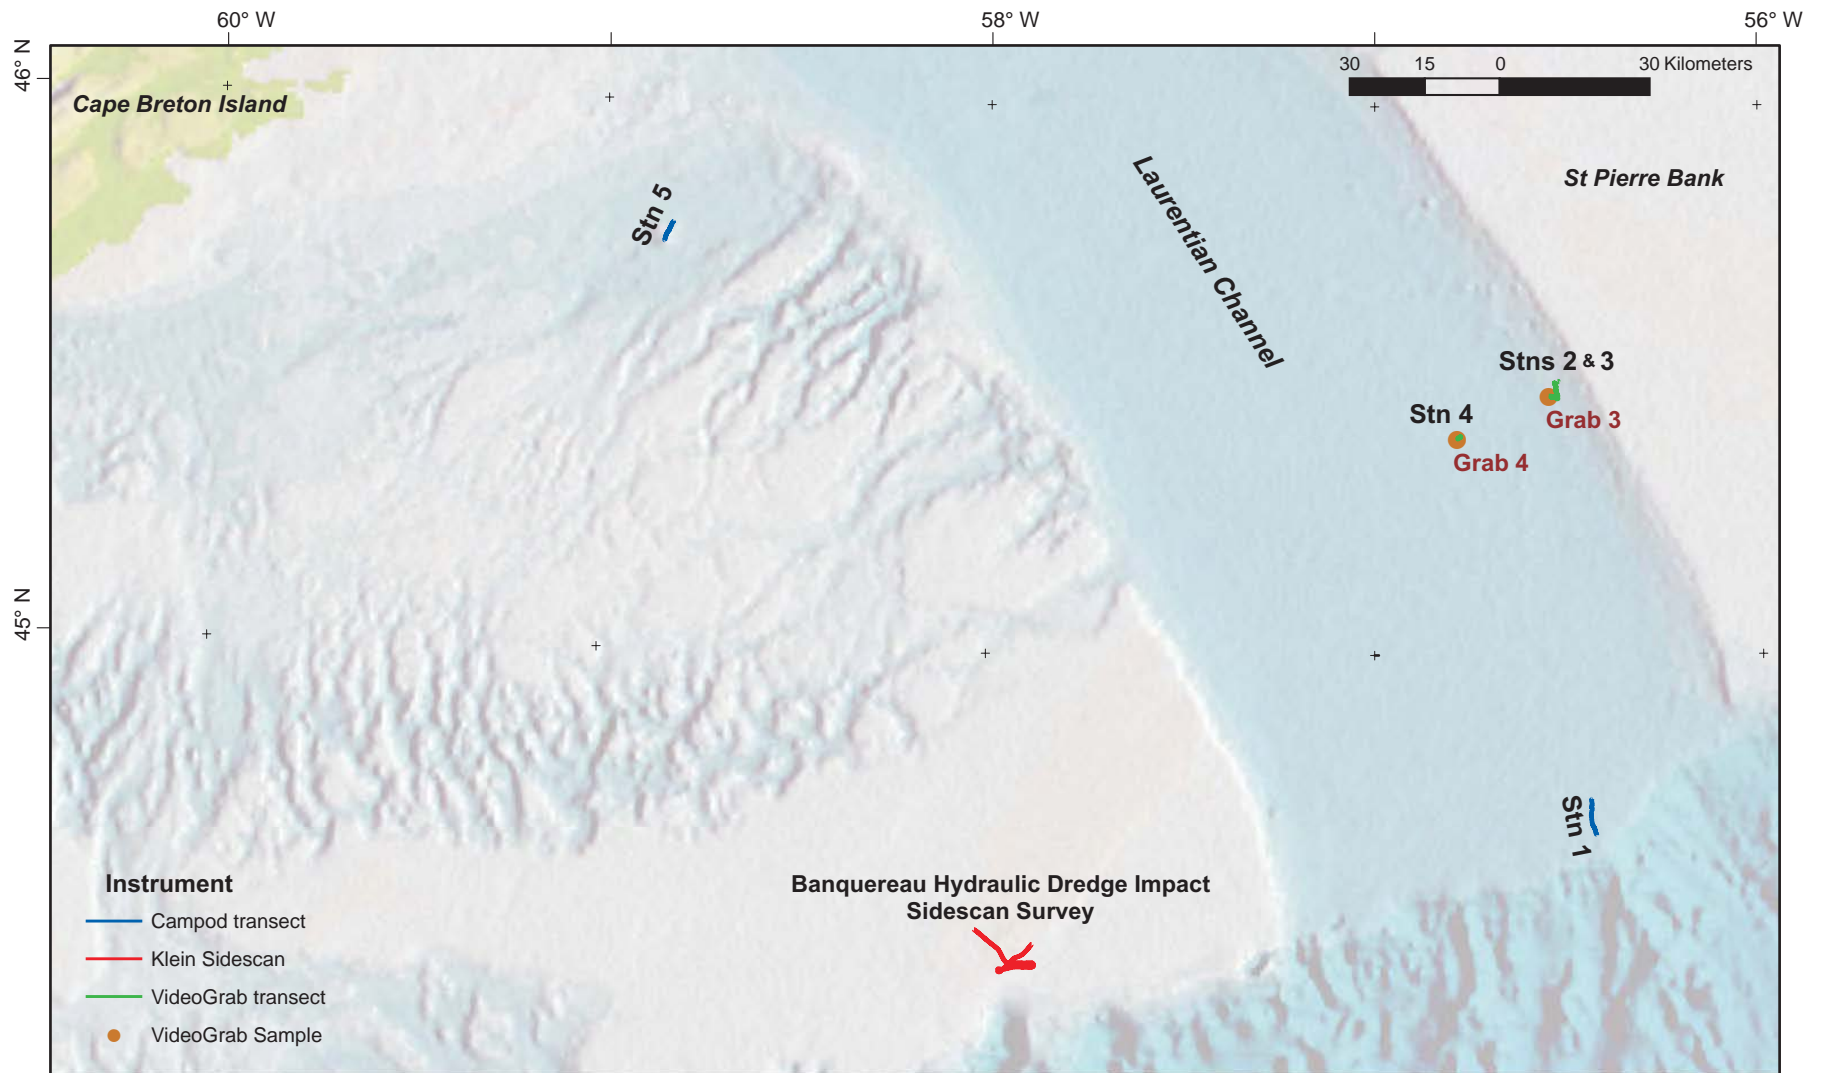 60° W
58° W
56° W
46° N
45° N
30 15 0 30 Kilometers
Cape Breton Island
St Pierre Bank
Laurentian Channel
Stn 5
Stns 2 & 3
Grab 3
Stn 4
Grab 4
Stn 1
Banquereau Hydraulic Dredge Impact
Sidescan Survey
Instrument
Campod transect
Klein Sidescan
VideoGrab transect
VideoGrab Sample